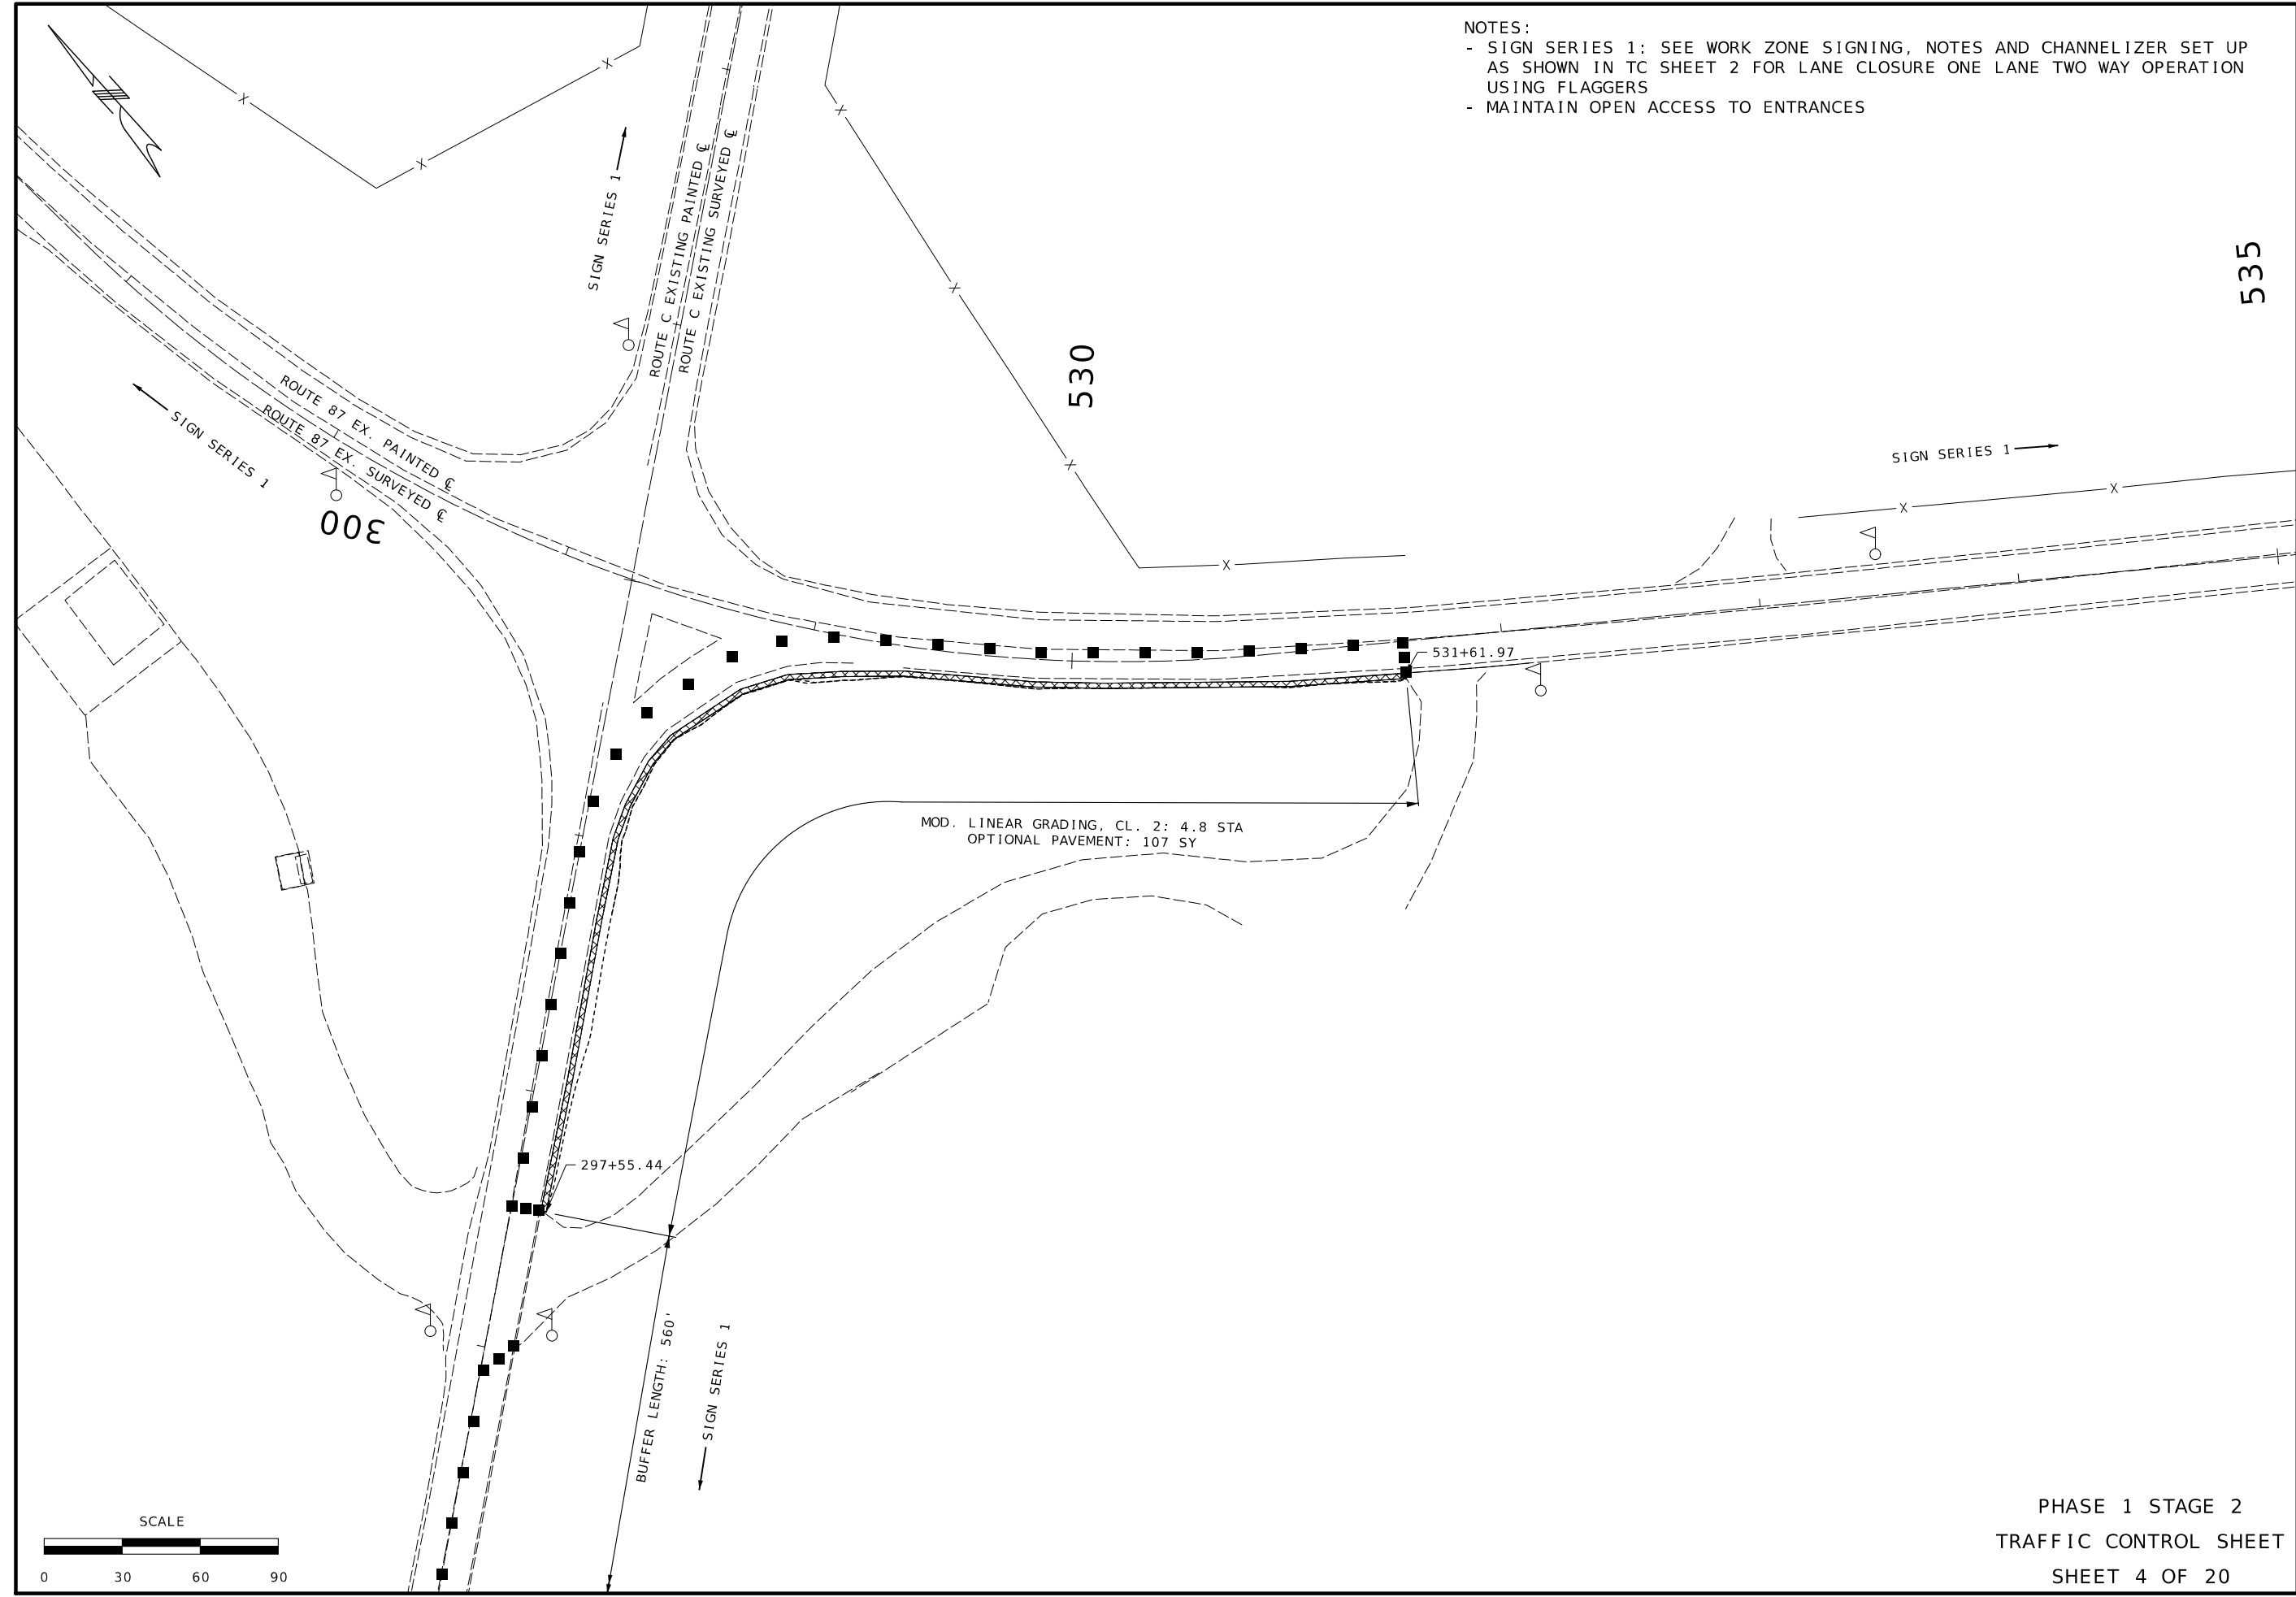 NOTES:
- SIGN SERIES 1: SEE WORK ZONE SIGNING, NOTES AND CHANNELIZER SET UP
AS SHOWN IN TC SHEET 2 FOR LANE CLOSURE ONE LANE TWO WAY OPERATION
USING FLAGGERS
- MAINTAIN OPEN ACCESS TO ENTRANCES
SIGN SERIES 1
ROUTE C EXISTING PAINTED ℄
ROUTE C EXISTING SURVEYED ℄
535
530
ROUTE 87 EX. PAINTED ℄
ROUTE 87 EX. SURVEYED ℄
SIGN SERIES 1
300
SIGN SERIES 1
531+61.97
MOD. LINEAR GRADING, CL. 2: 4.8 STA
OPTIONAL PAVEMENT: 107 SY
297+55.44
BUFFER LENGTH: 560'
SIGN SERIES 1
SCALE
0 30 60 90
PHASE 1 STAGE 2
TRAFFIC CONTROL SHEET
SHEET 4 OF 20